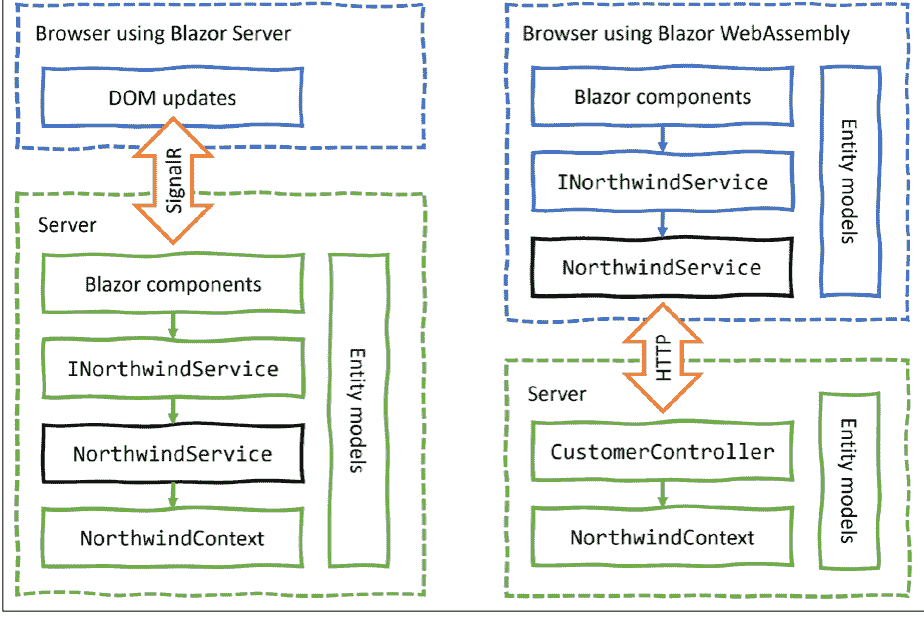 Browser using Blazor Server
DOM updates
SignalR
Server
Blazor components
INorthwindService
NorthwindService
NorthwindContext
Entity models
Browser using Blazor WebAssembly
Blazor components
INorthwindService
NorthwindService
Entity models
HTTP
Server
CustomerController
NorthwindContext
Entity models